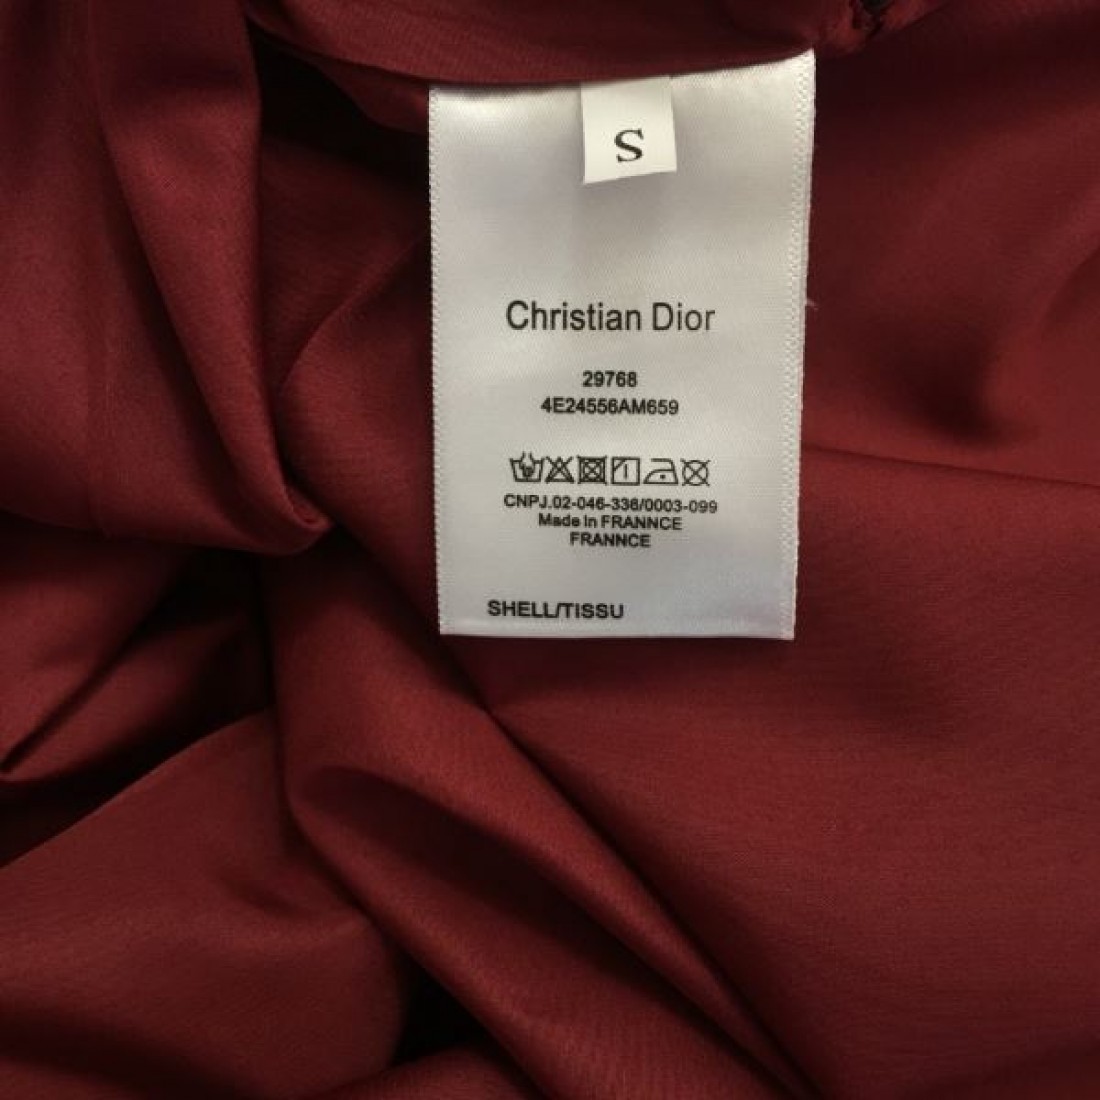 S
Christian Dior
29768
4E24556AM659
CNPJ.02-046-336/0003-099
Made in FRANNCE
FRANNCE
SHELL/TISSU